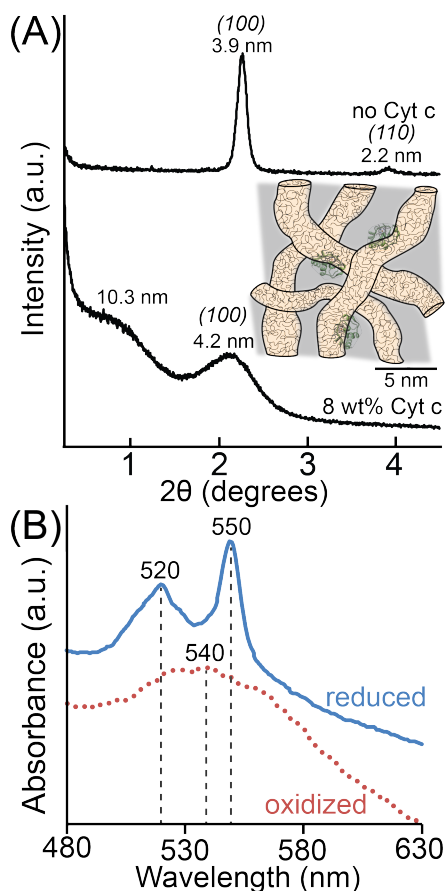 (A)
(100)
3.9 nm
no Cyt c
(110)
2.2 nm
10.3 nm
(100)
4.2 nm
5 nm
8 wt% Cyt c
Intensity (a.u.)
1 2 3 4
2θ (degrees)
(B)
550
520
540
reduced
oxidized
Absorbance (a.u.)
480 530 580 630
Wavelength (nm)